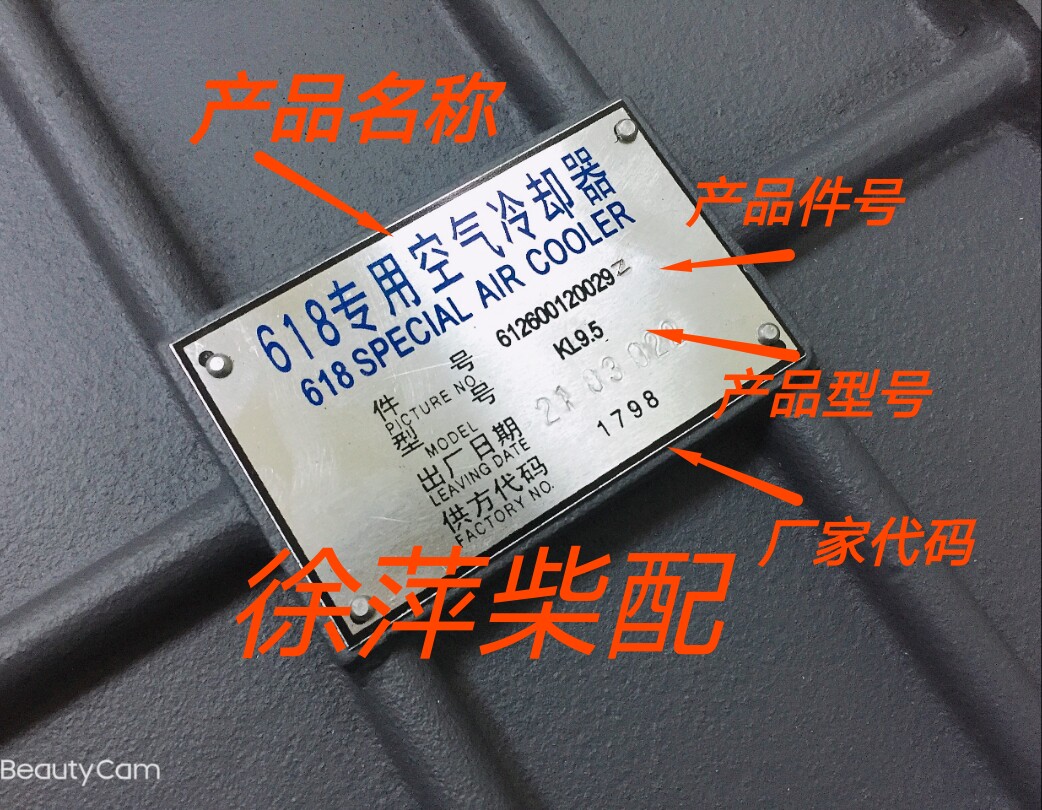 产品名称
618专用空气冷却器
618 SPECIAL AIR COOLER
产品件号
件 号 612600120029Z
PICTURE NO.
型 号 KL9.5
MODEL
产品型号
出厂日期
LEAVING DATE
供方代码 1798
FACTORY NO.
厂家代码
徐萍柴配
BeautyCam